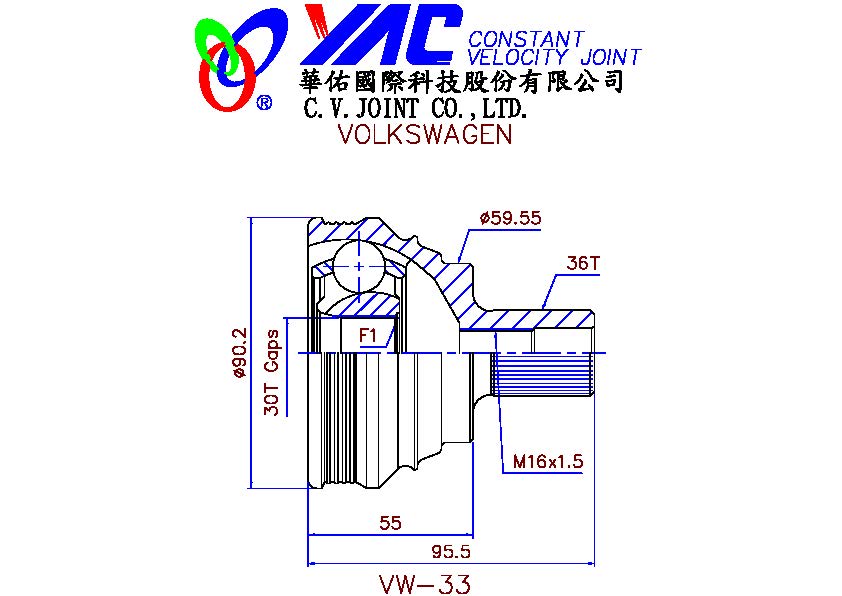 YAC CONSTANT
VELOCITY JOINT
®
華佑國際科技股份有限公司
C.V.JOINT CO.,LTD.
VOLKSWAGEN
ø59.55
36T
ø90.2
30T Gaps
F1
M16x1.5
55
95.5
VW-33